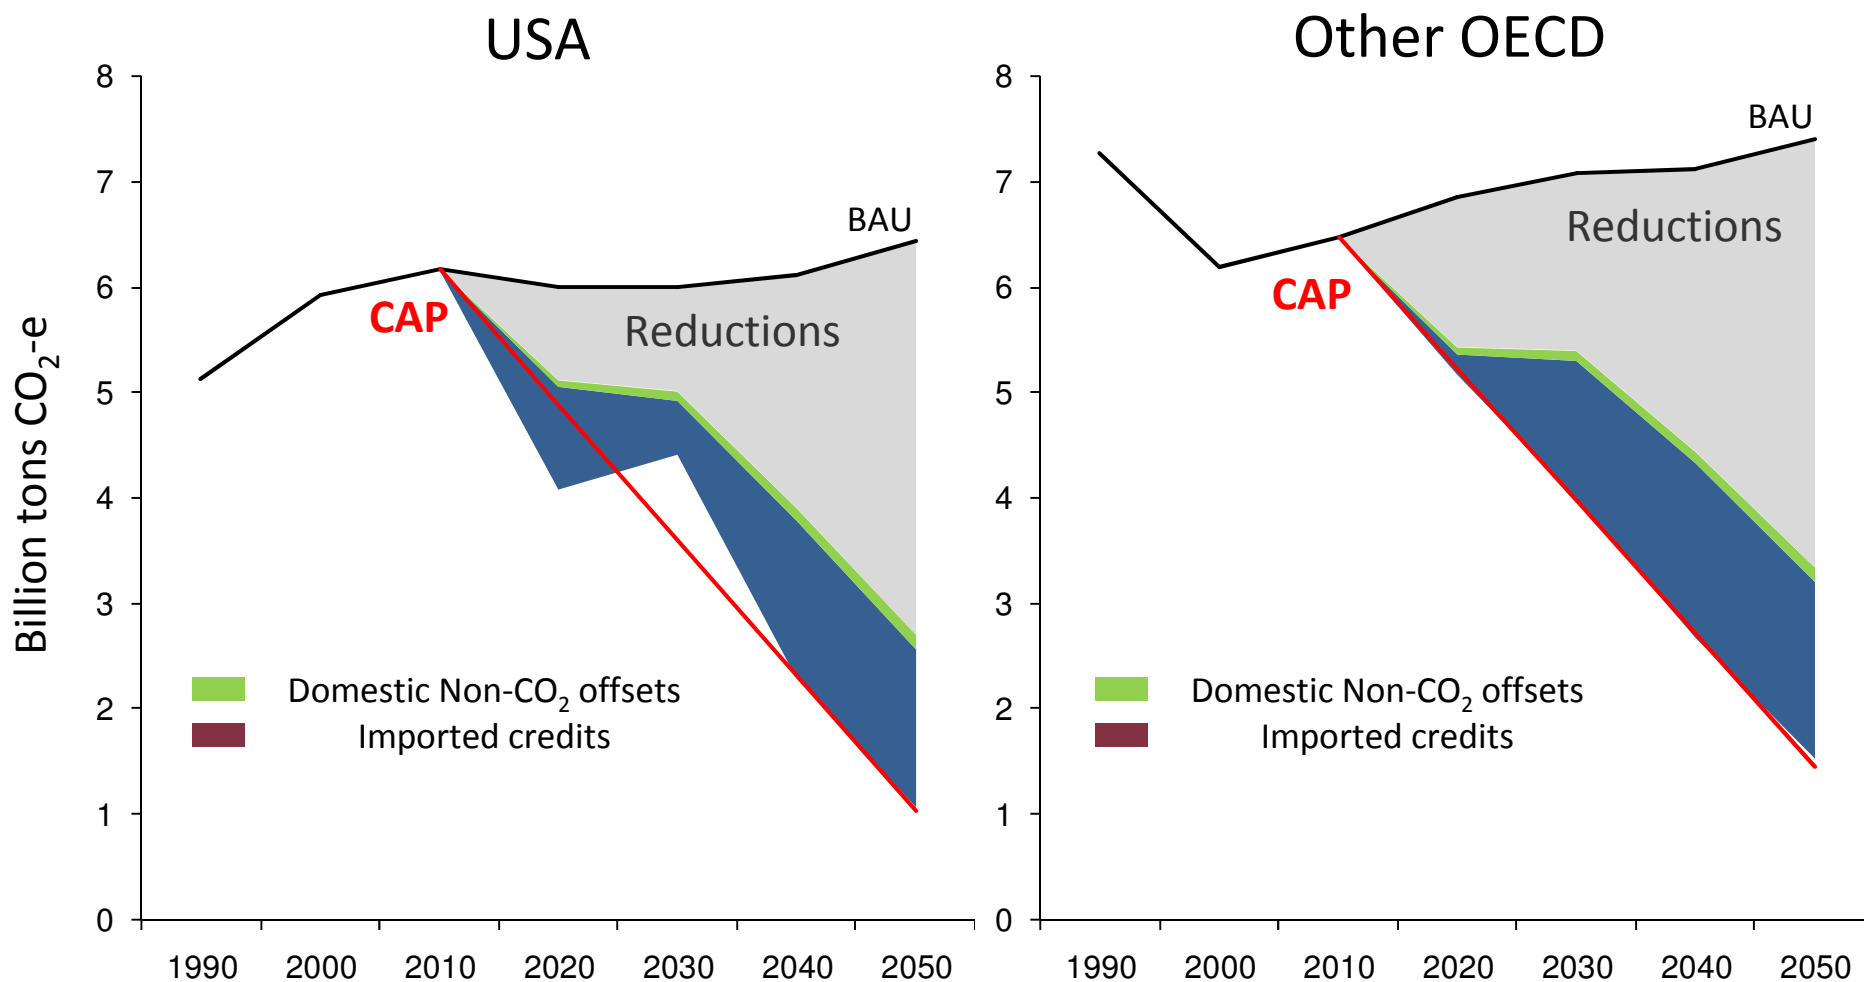 USA
Other OECD
Billion tons CO₂-e
8
7
6
5
4
3
2
1
0
BAU
CAP
Reductions
Domestic Non-CO₂ offsets
Imported credits
1990 2000 2010 2020 2030 2040 2050
8
7
6
5
4
3
2
1
0
BAU
CAP
Reductions
Domestic Non-CO₂ offsets
Imported credits
1990 2000 2010 2020 2030 2040 2050